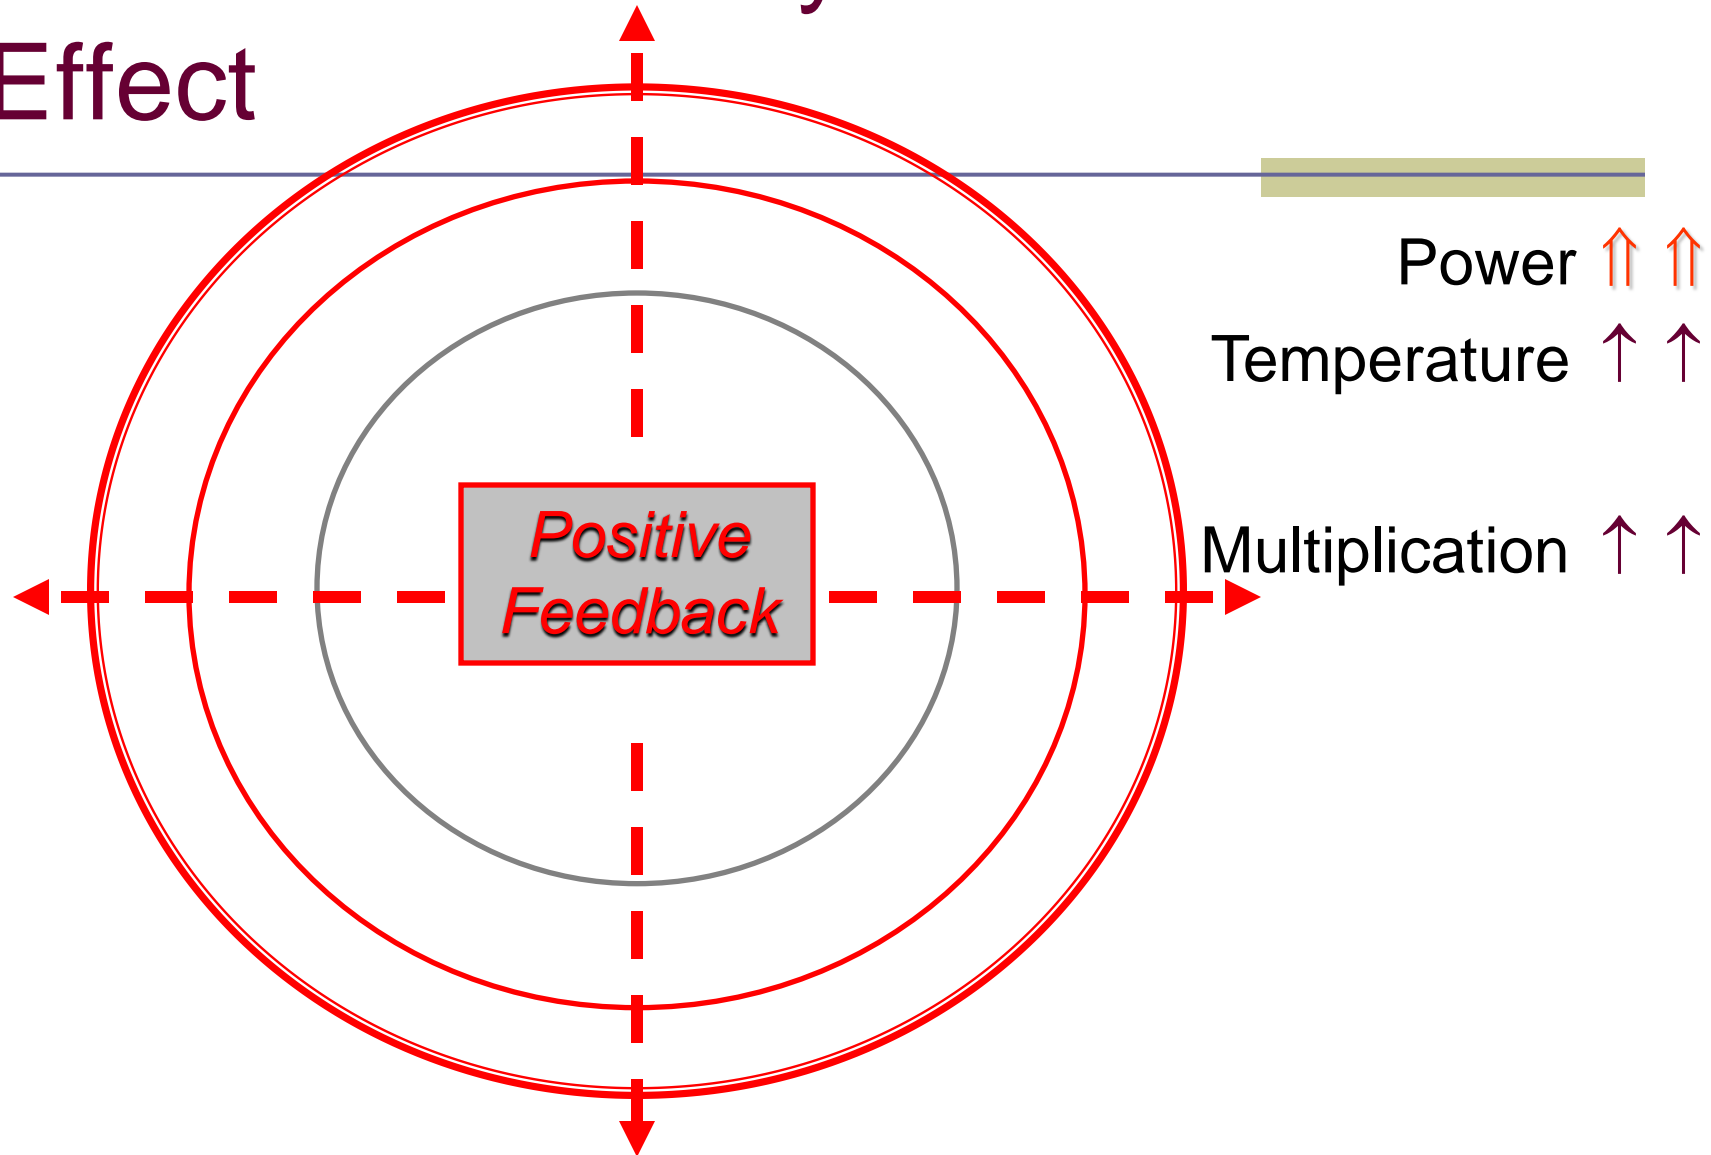 Effect
Power ⇑ ⇑
Temperature ↑ ↑
Multiplication ↑ ↑
Positive
Feedback